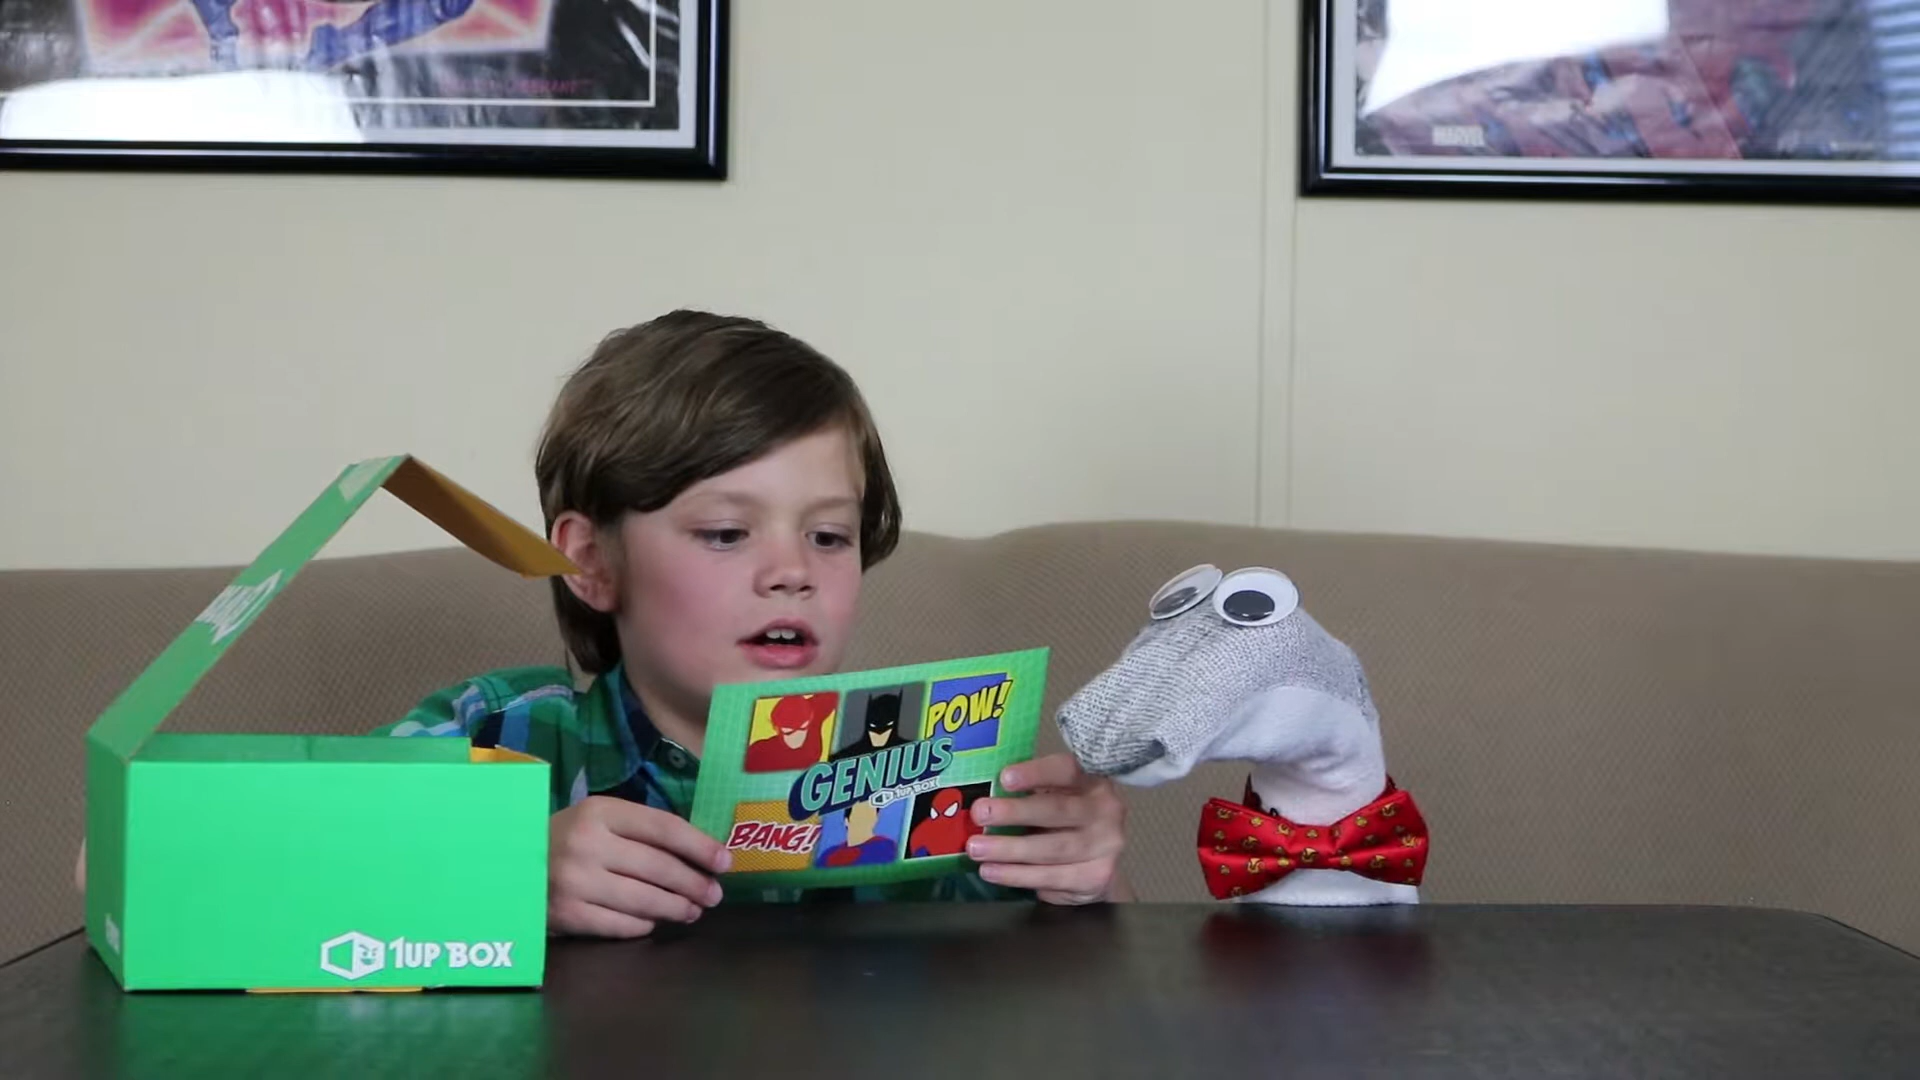 MARVEL
POW!
GENIUS
1UP BOX
BANG!
1UP BOX